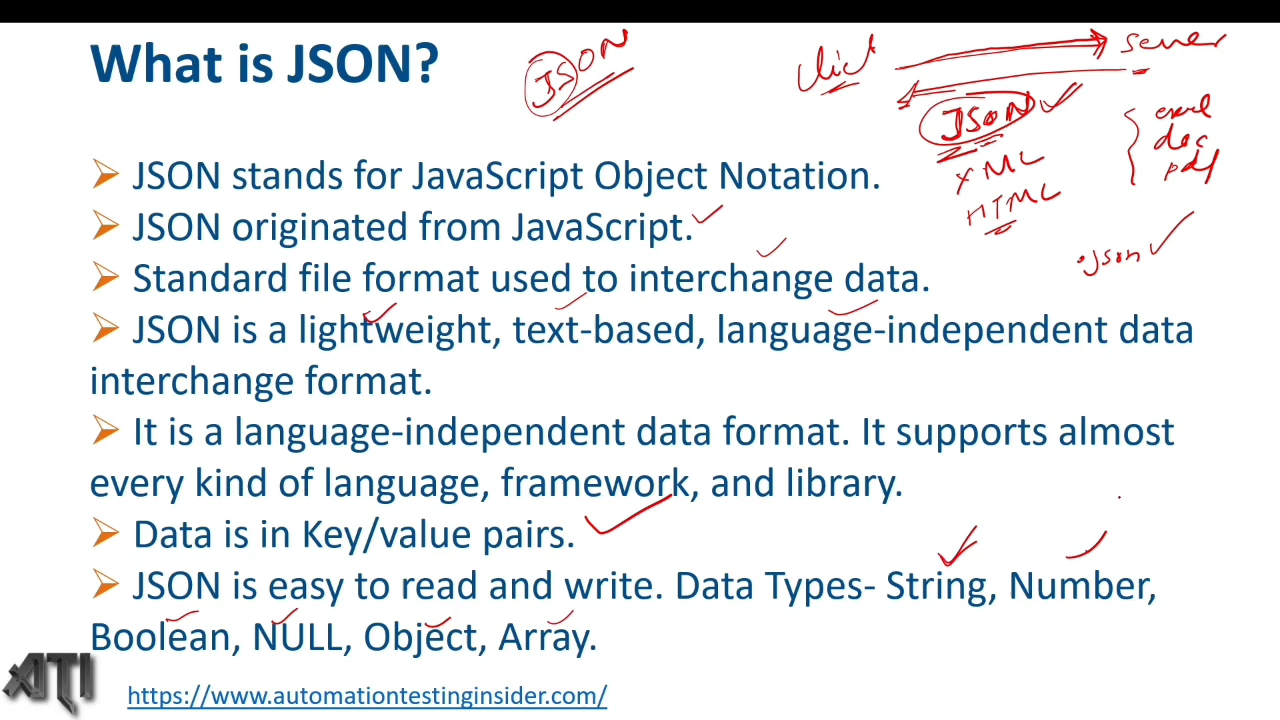 What is JSON?
JSON
client
server
JSON
XML
HTML
excel
doc
pdf
.json
➢ JSON stands for JavaScript Object Notation.
➢ JSON originated from JavaScript.
➢ Standard file format used to interchange data.
➢ JSON is a lightweight, text-based, language-independent data
interchange format.
➢ It is a language-independent data format. It supports almost
every kind of language, framework, and library.
➢ Data is in Key/value pairs.
➢ JSON is easy to read and write. Data Types- String, Number,
Boolean, NULL, Object, Array.
ATI
https://www.automationtestinginsider.com/